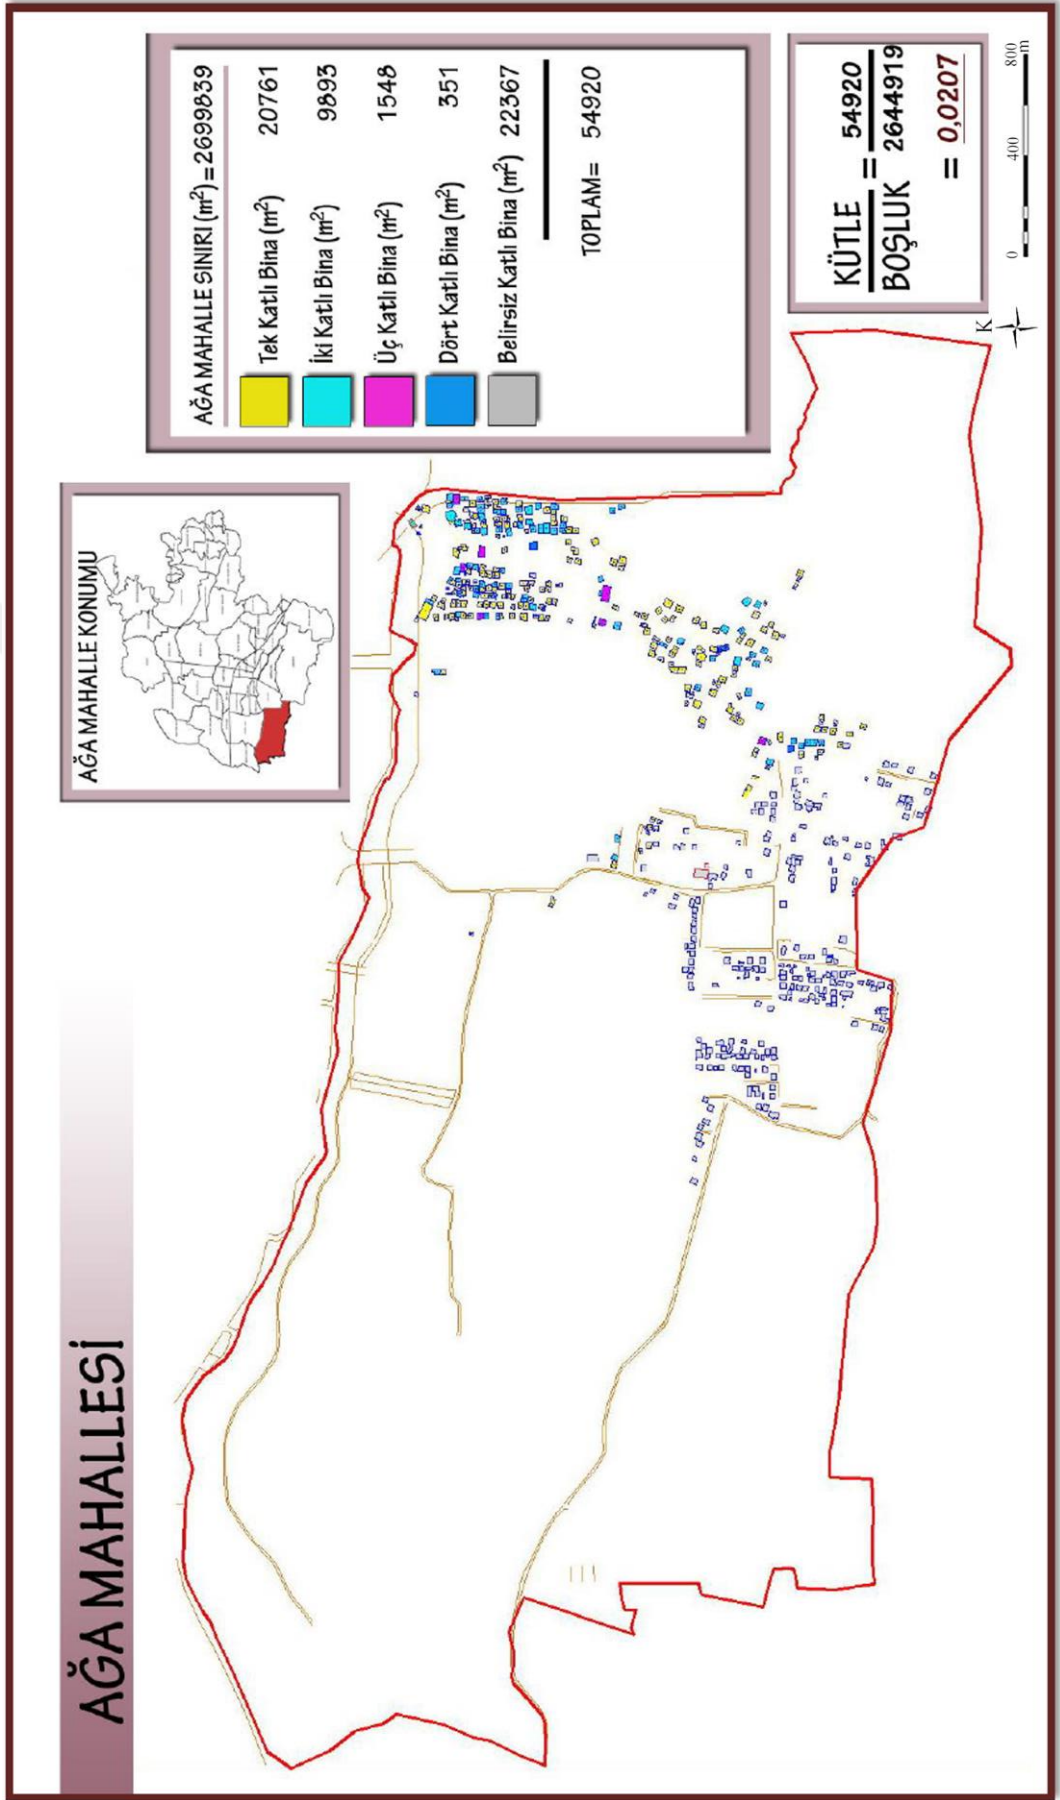 AĞA MAHALLESİ
AĞA MAHALLE KONUMU
AĞA MAHALLE SINIRI (m²)=2699839
Tek Katlı Bina (m²) 20761
İki Katlı Bina (m²) 9893
Üç Katlı Bina (m²) 1548
Dört Katlı Bina (m²) 351
Belirsiz Katlı Bina (m²) 22367
TOPLAM= 54920
KÜTLE = 54920
BOŞLUK 2644919
= 0,0207
K
0 400 800 m